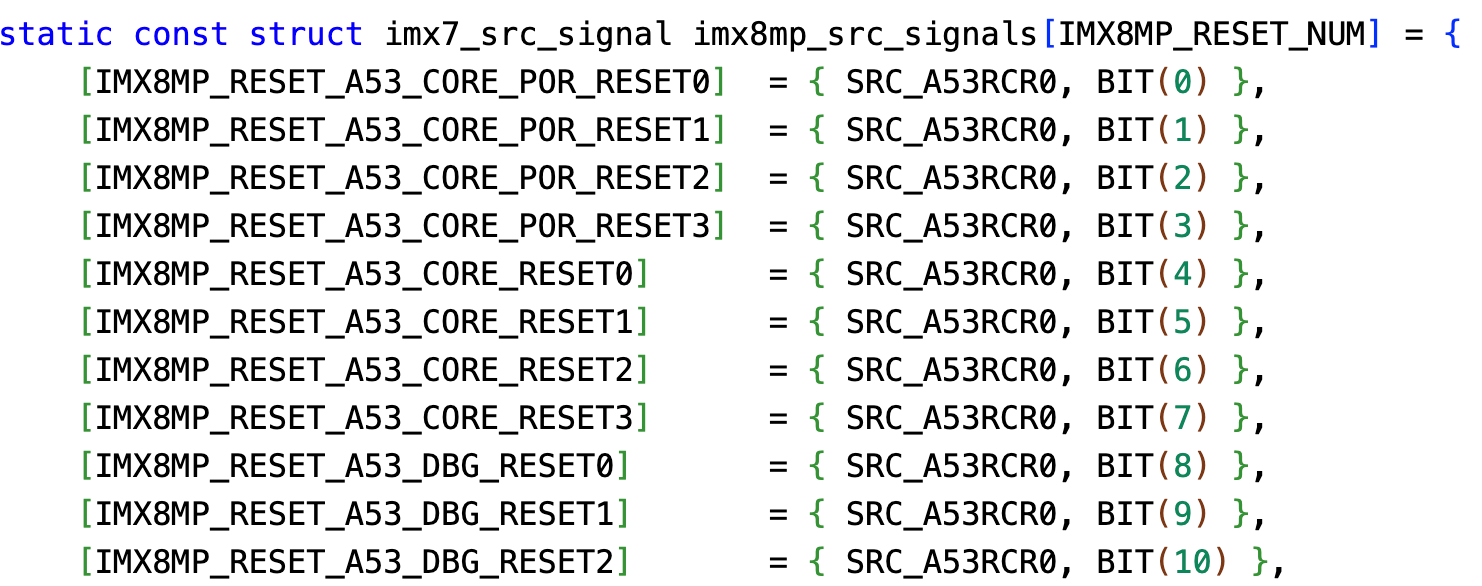 static const struct imx7_src_signal imx8mp_src_signals[IMX8MP_RESET_NUM] = {
    [IMX8MP_RESET_A53_CORE_POR_RESET0]  = { SRC_A53RCR0, BIT(0) },
    [IMX8MP_RESET_A53_CORE_POR_RESET1]  = { SRC_A53RCR0, BIT(1) },
    [IMX8MP_RESET_A53_CORE_POR_RESET2]  = { SRC_A53RCR0, BIT(2) },
    [IMX8MP_RESET_A53_CORE_POR_RESET3]  = { SRC_A53RCR0, BIT(3) },
    [IMX8MP_RESET_A53_CORE_RESET0]      = { SRC_A53RCR0, BIT(4) },
    [IMX8MP_RESET_A53_CORE_RESET1]      = { SRC_A53RCR0, BIT(5) },
    [IMX8MP_RESET_A53_CORE_RESET2]      = { SRC_A53RCR0, BIT(6) },
    [IMX8MP_RESET_A53_CORE_RESET3]      = { SRC_A53RCR0, BIT(7) },
    [IMX8MP_RESET_A53_DBG_RESET0]       = { SRC_A53RCR0, BIT(8) },
    [IMX8MP_RESET_A53_DBG_RESET1]       = { SRC_A53RCR0, BIT(9) },
    [IMX8MP_RESET_A53_DBG_RESET2]       = { SRC_A53RCR0, BIT(10) },